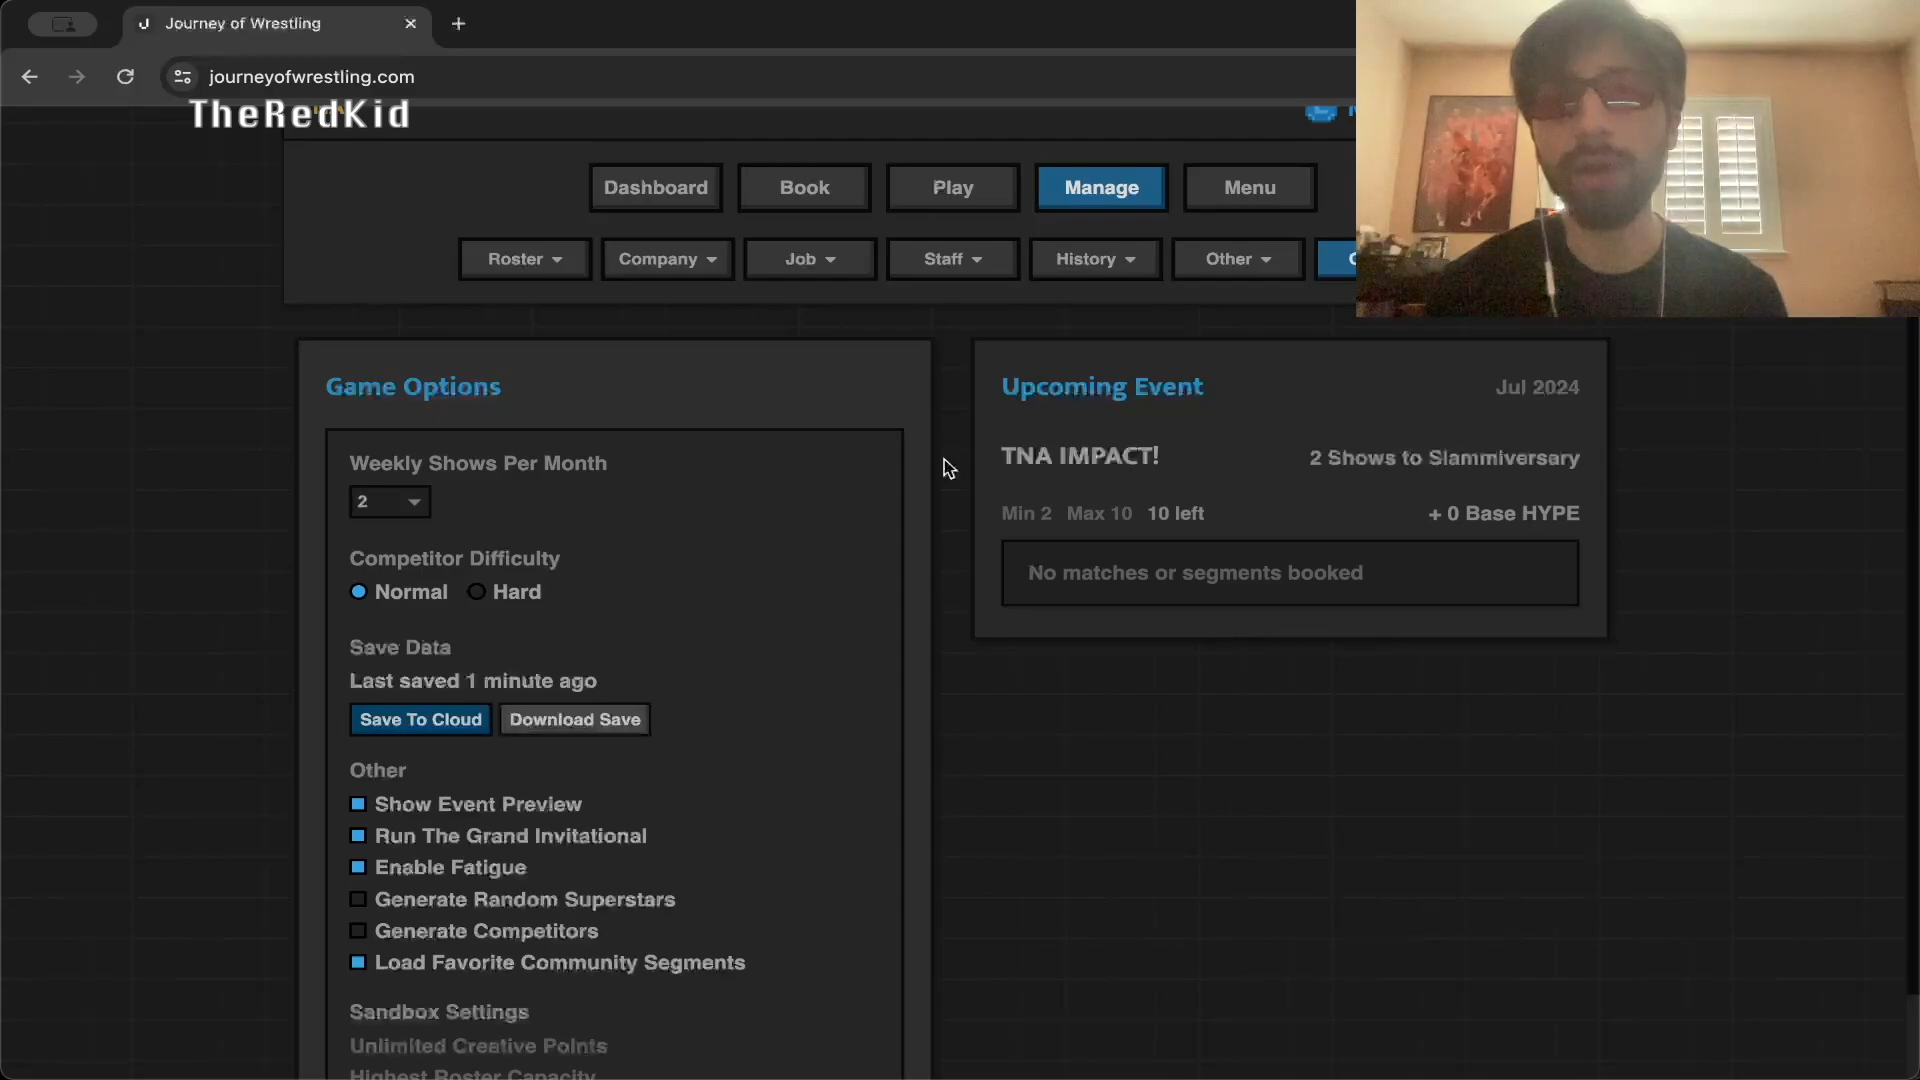 Journey of Wrestling
journeyofwrestling.com
TheRedKid
Dashboard Book Play Manage Menu
Roster Company Job Staff History Other
Game Options
Weekly Shows Per Month
2
Competitor Difficulty
Normal Hard
Save Data
Last saved 1 minute ago
Save To Cloud Download Save
Other
Show Event Preview
Run The Grand Invitational
Enable Fatigue
Generate Random Superstars
Generate Competitors
Load Favorite Community Segments
Sandbox Settings
Unlimited Creative Points
Highest Roster Capacity
Upcoming Event Jul 2024
TNA IMPACT! 2 Shows to Slammiversary
Min 2 Max 10 10 left + 0 Base HYPE
No matches or segments booked